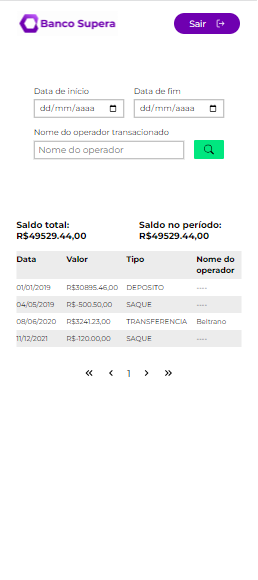 Banco Supera
Sair
Data de início Data de fim
dd/mm/aaaa dd/mm/aaaa
Nome do operador transacionado
Nome do operador
Saldo total: Saldo no período:
R$49529.44,00 R$49529.44,00
Data Valor Tipo Nome do operador
01/01/2019 R$30895.46,00 DEPOSITO ----
04/05/2019 R$-500.50,00 SAQUE ----
08/06/2020 R$3241.23,00 TRANSFERENCIA Beltrano
11/12/2021 R$-120.00,00 SAQUE ----
« ‹ 1 › »